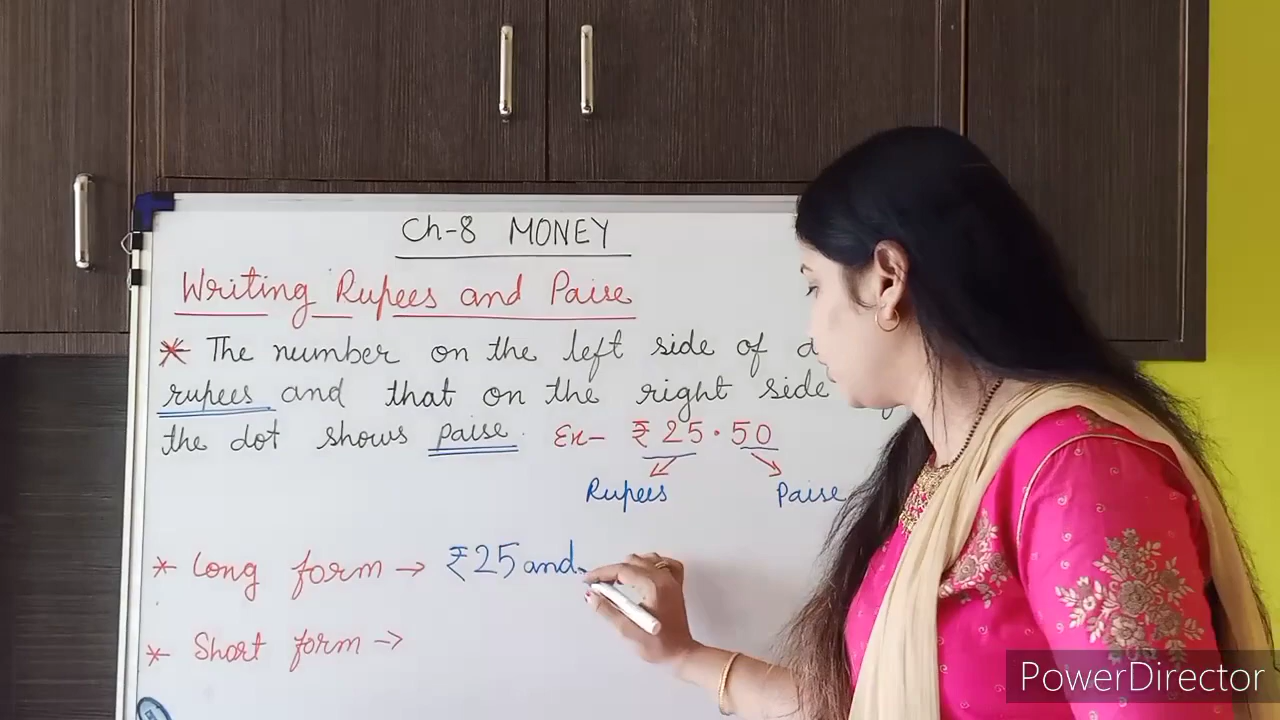 Ch-8 MONEY
Writing Rupees and Paise
* The number on the left side of
rupees and that on the right side
the dot shows paise. Ex- ₹25.50
Rupees Paise
* Long form → ₹25 and
* Short form →
PowerDirector